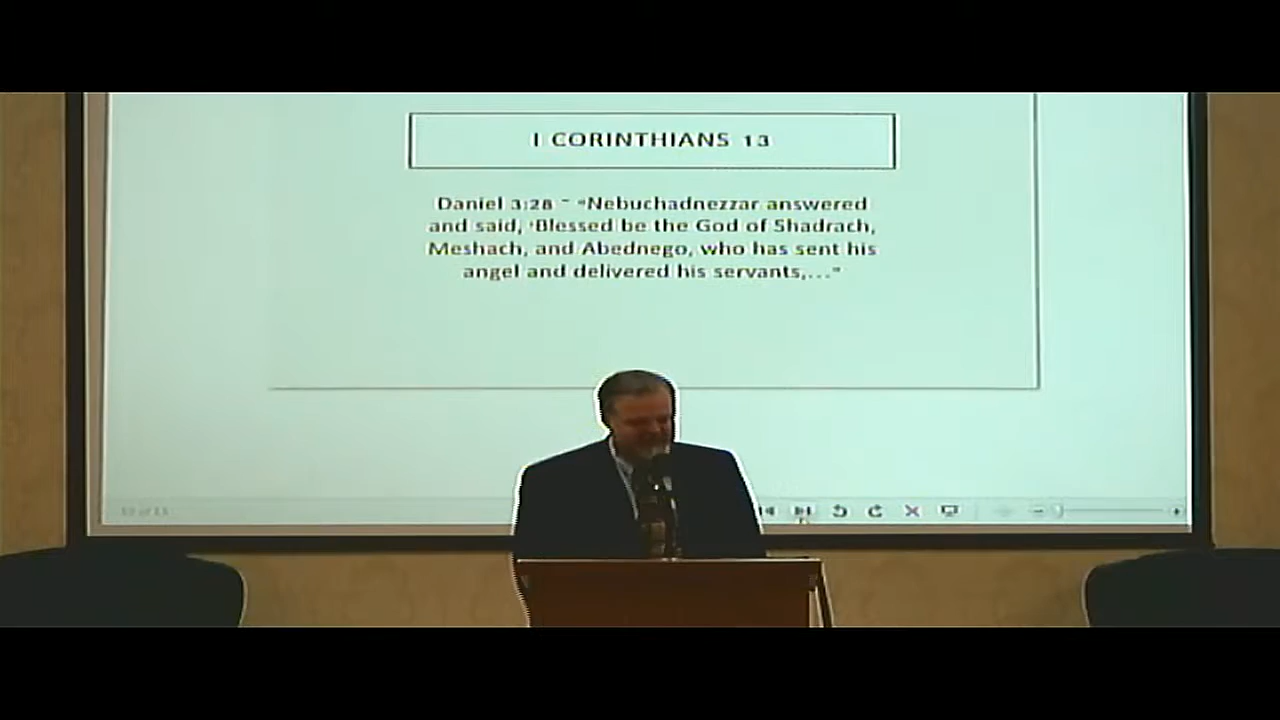 I CORINTHIANS 13
Daniel 3:28 ~ "Nebuchadnezzar answered
and said, 'Blessed be the God of Shadrach,
Meshach, and Abednego, who has sent his
angel and delivered his servants,..."